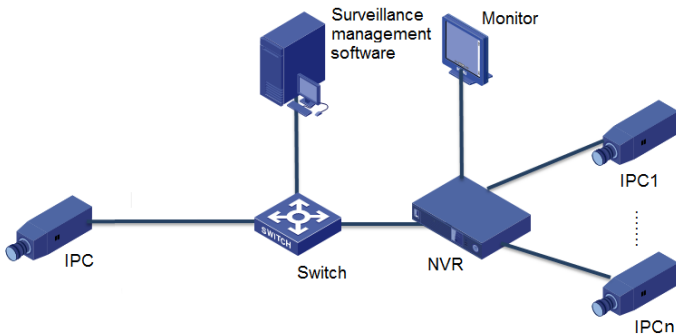 Surveillance
management
software
Monitor
IPC1
IPC
SWITCH
Switch
NVR
IPCn